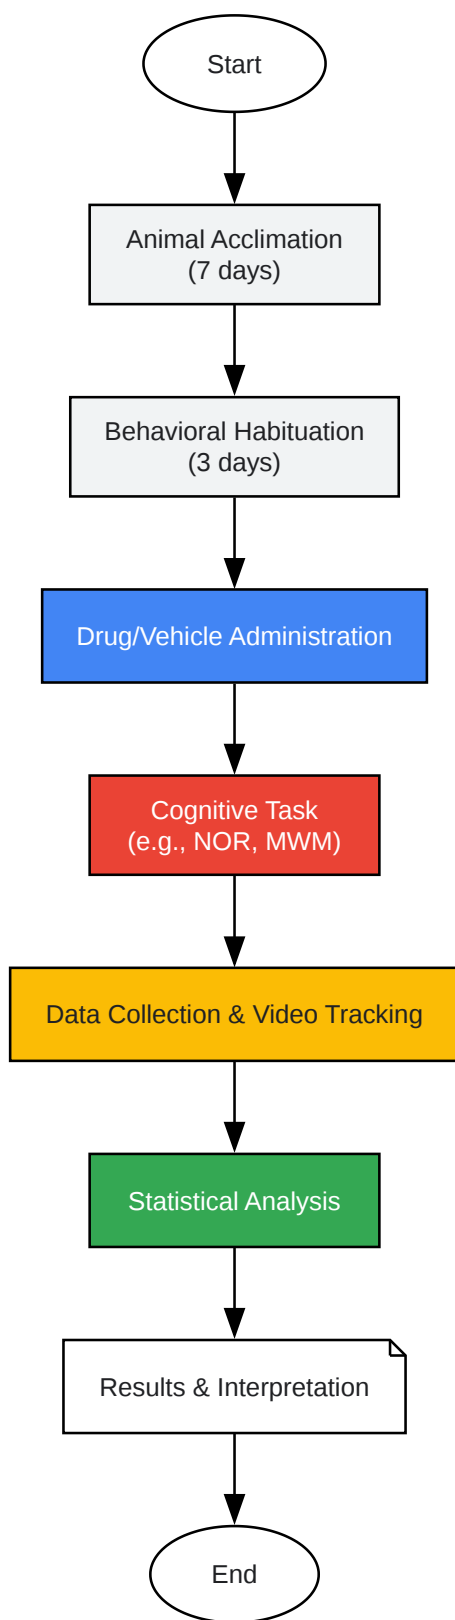 Start
Animal Acclimation
(7 days)
Behavioral Habituation
(3 days)
Drug/Vehicle Administration
Cognitive Task
(e.g., NOR, MWM)
Data Collection & Video Tracking
Statistical Analysis
Results & Interpretation
End